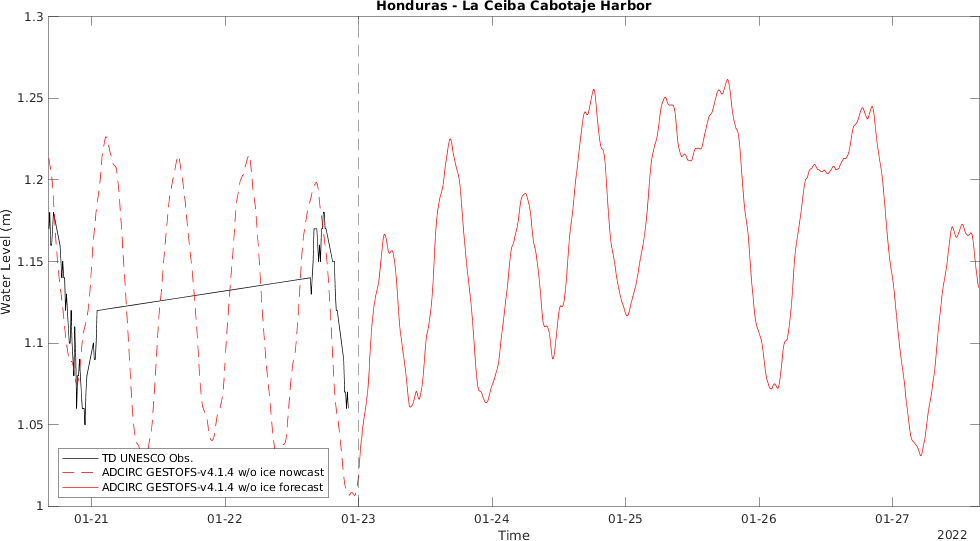 Honduras - La Ceiba Cabotaje Harbor
1.3
1.25
1.2
1.15
1.1
1.05
1
Water Level (m)
TD UNESCO Obs.
ADCIRC GESTOFS-v4.1.4 w/o ice nowcast
ADCIRC GESTOFS-v4.1.4 w/o ice forecast
01-21 01-22 01-23 01-24 01-25 01-26 01-27
Time
2022